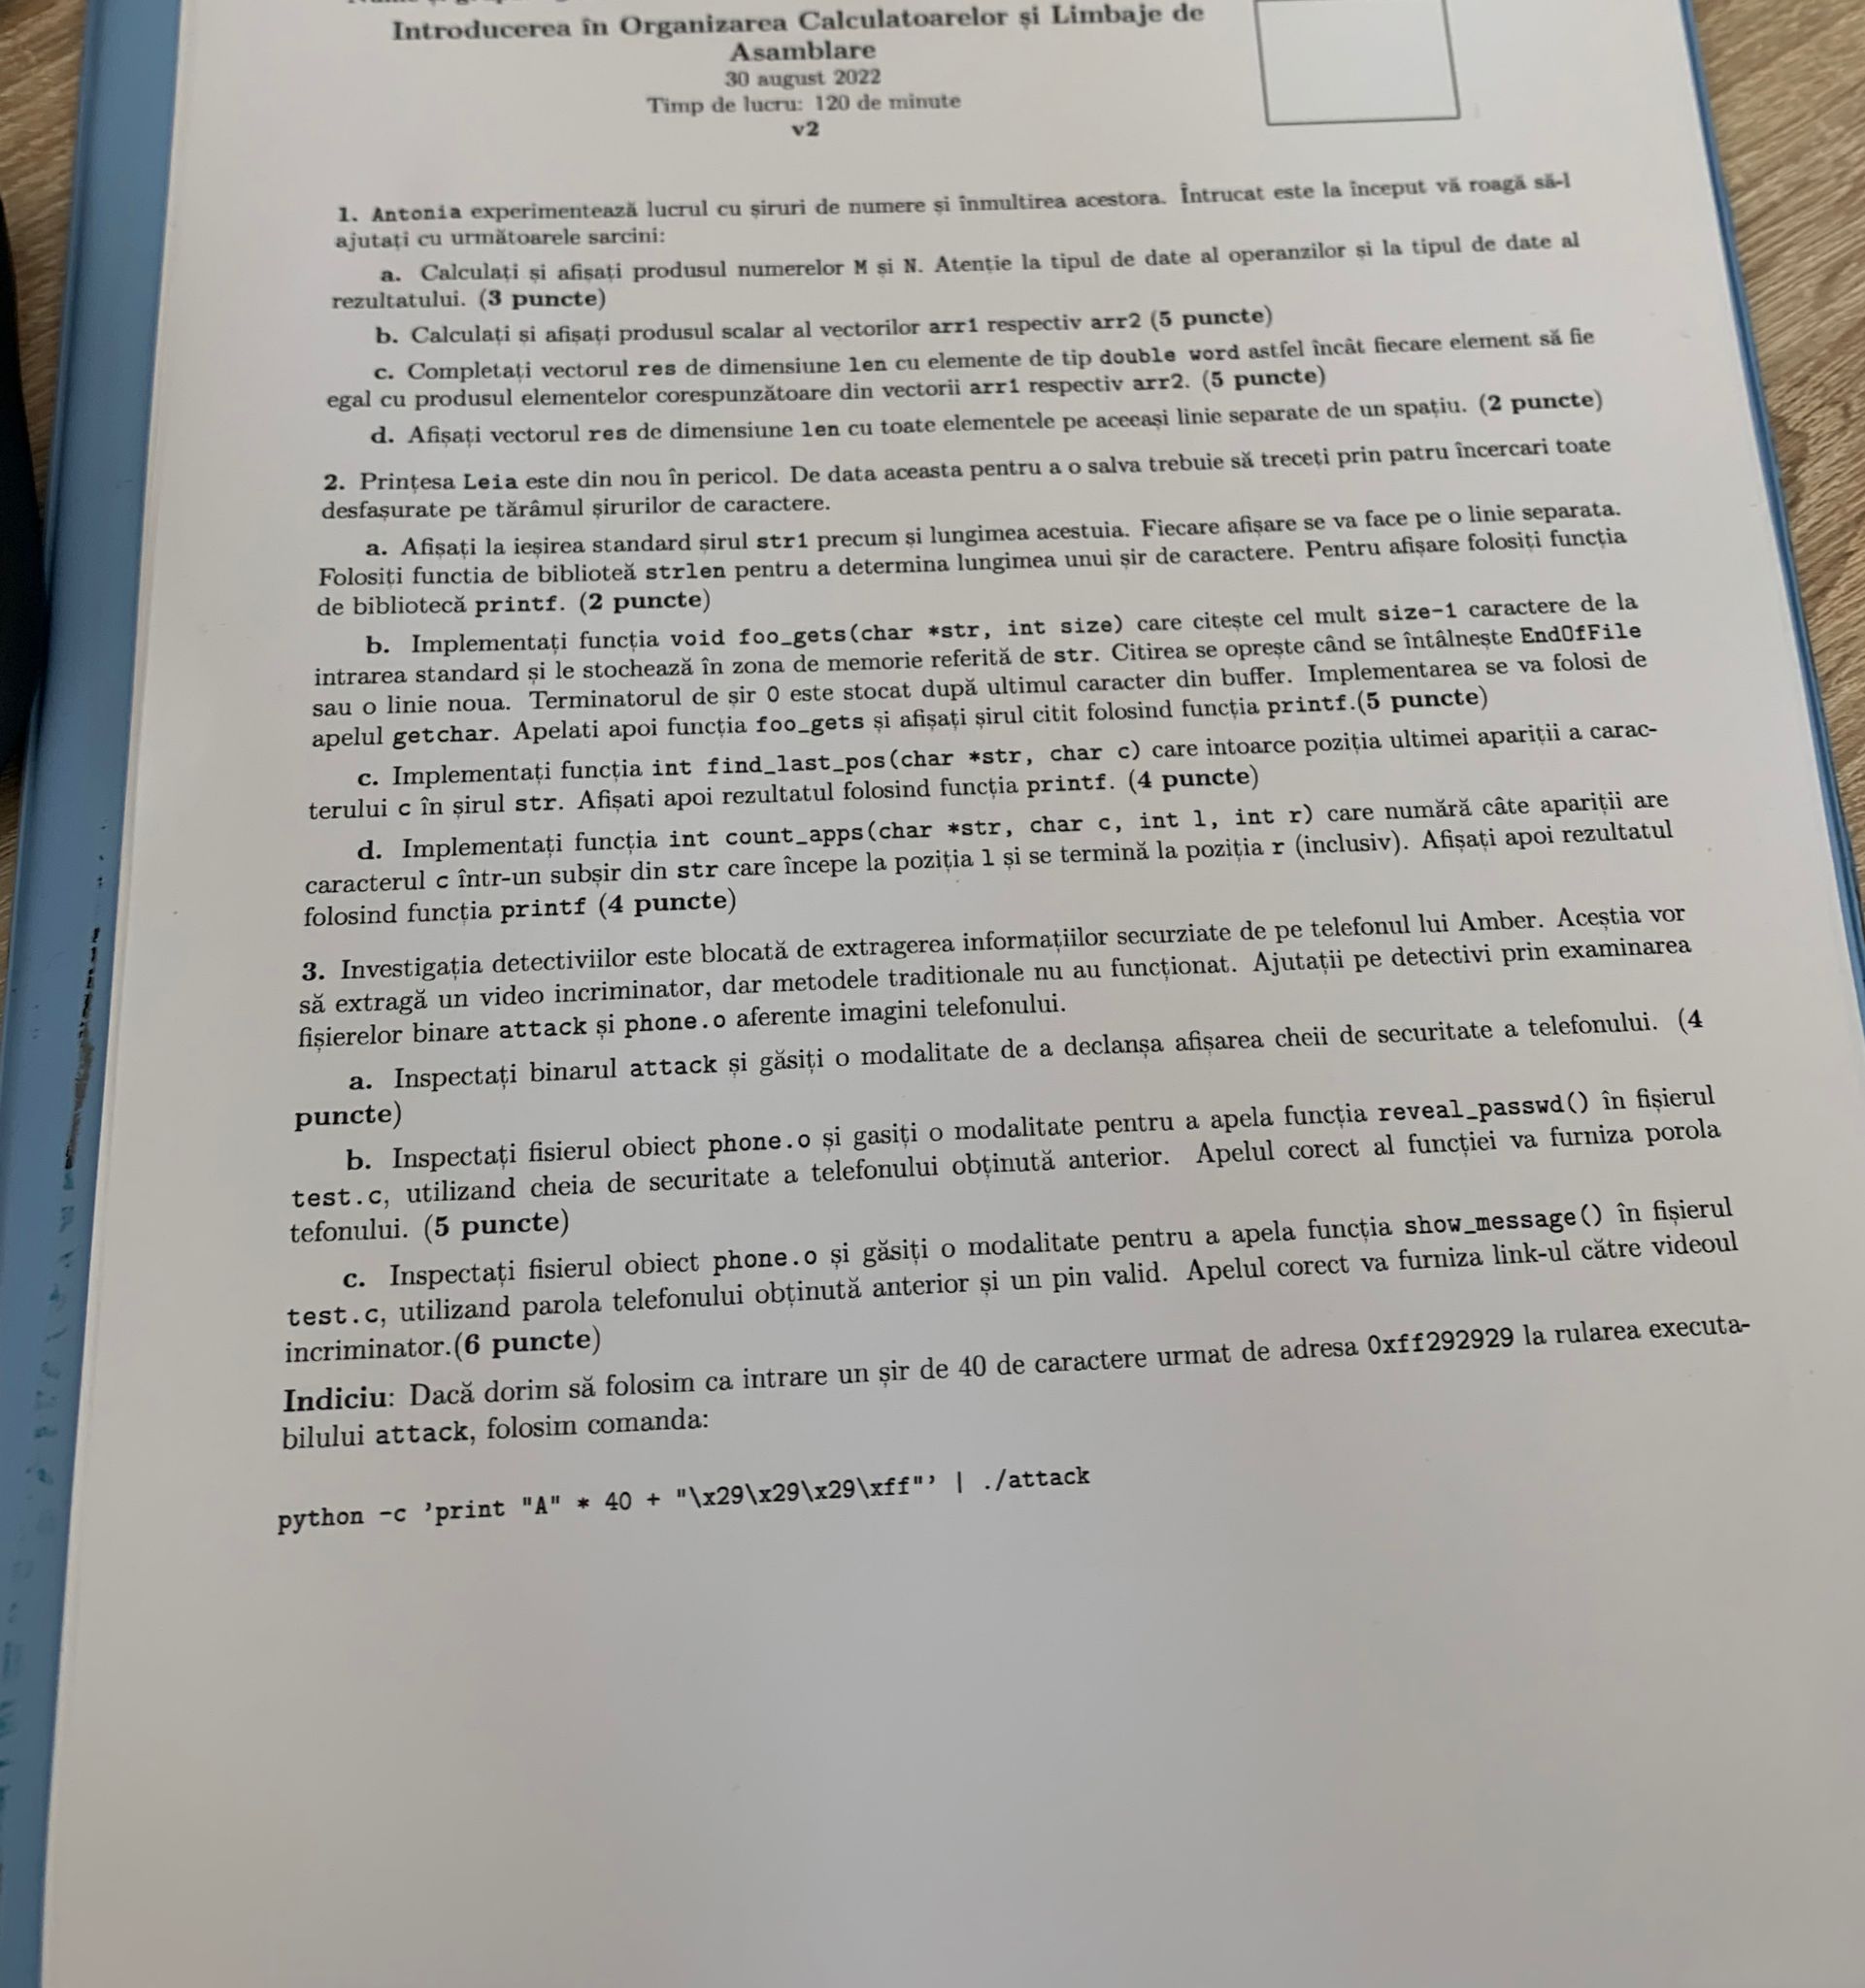 Introducerea în Organizarea Calculatoarelor și Limbaje de
Asamblare
30 august 2022
Timp de lucru: 120 de minute
v2
1. Antonia experimentează lucrul cu șiruri de numere și înmultirea acestora. Întrucat este la început vă roagă să-l
ajutați cu următoarele sarcini:
a. Calculați și afișați produsul numerelor M și N. Atenție la tipul de date al operanzilor și la tipul de date al
rezultatului. (3 puncte)
b. Calculați și afișați produsul scalar al vectorilor arr1 respectiv arr2 (5 puncte)
c. Completați vectorul res de dimensiune len cu elemente de tip double word astfel încât fiecare element să fie
egal cu produsul elementelor corespunzătoare din vectorii arr1 respectiv arr2. (5 puncte)
d. Afișați vectorul res de dimensiune len cu toate elementele pe aceeași linie separate de un spațiu. (2 puncte)
2. Prințesa Leia este din nou în pericol. De data aceasta pentru a o salva trebuie să treceți prin patru încercari toate
desfașurate pe tărâmul șirurilor de caractere.
a. Afișați la ieșirea standard șirul str1 precum și lungimea acestuia. Fiecare afișare se va face pe o linie separata.
Folosiți functia de biblioteă strlen pentru a determina lungimea unui șir de caractere. Pentru afișare folosiți funcția
de bibliotecă printf. (2 puncte)
b. Implementați funcția void foo_gets(char *str, int size) care citește cel mult size-1 caractere de la
intrarea standard și le stochează în zona de memorie referită de str. Citirea se oprește când se întâlnește EndOfFile
sau o linie noua. Terminatorul de șir 0 este stocat după ultimul caracter din buffer. Implementarea se va folosi de
apelul getchar. Apelati apoi funcția foo_gets și afișați șirul citit folosind funcția printf.(5 puncte)
c. Implementați funcția int find_last_pos(char *str, char c) care intoarce poziția ultimei apariții a carac-
terului c în șirul str. Afișati apoi rezultatul folosind funcția printf. (4 puncte)
d. Implementați funcția int count_apps(char *str, char c, int l, int r) care numără câte apariții are
caracterul c într-un subșir din str care începe la poziția l și se termină la poziția r (inclusiv). Afișați apoi rezultatul
folosind funcția printf (4 puncte)
3. Investigația detectiviilor este blocată de extragerea informațiilor securziate de pe telefonul lui Amber. Aceștia vor
să extragă un video incriminator, dar metodele traditionale nu au funcționat. Ajutații pe detectivi prin examinarea
fișierelor binare attack și phone.o aferente imagini telefonului.
a. Inspectați binarul attack și găsiți o modalitate de a declanșa afișarea cheii de securitate a telefonului. (4
puncte)
b. Inspectați fisierul obiect phone.o și gasiți o modalitate pentru a apela funcția reveal_passwd() în fișierul
test.c, utilizand cheia de securitate a telefonului obținută anterior. Apelul corect al funcției va furniza porola
tefonului. (5 puncte)
c. Inspectați fisierul obiect phone.o și găsiți o modalitate pentru a apela funcția show_message() în fișierul
test.c, utilizand parola telefonului obținută anterior și un pin valid. Apelul corect va furniza link-ul către videoul
incriminator.(6 puncte)
Indiciu: Dacă dorim să folosim ca intrare un șir de 40 de caractere urmat de adresa 0xff292929 la rularea executa-
bilului attack, folosim comanda:
python -c ’print "A" * 40 + "\x29\x29\x29\xff"’ | ./attack